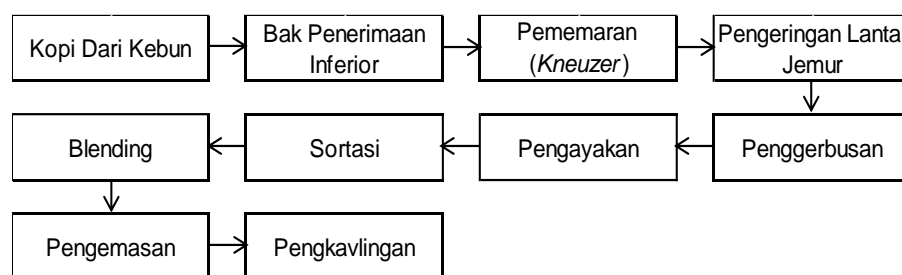 Kopi Dari Kebun
Bak Penerimaan
Inferior
Pememaran
(Kneuzer)
Pengeringan Lanta
Jemur
Penggerbusan
Pengayakan
Sortasi
Blending
Pengemasan
Pengkavlingan